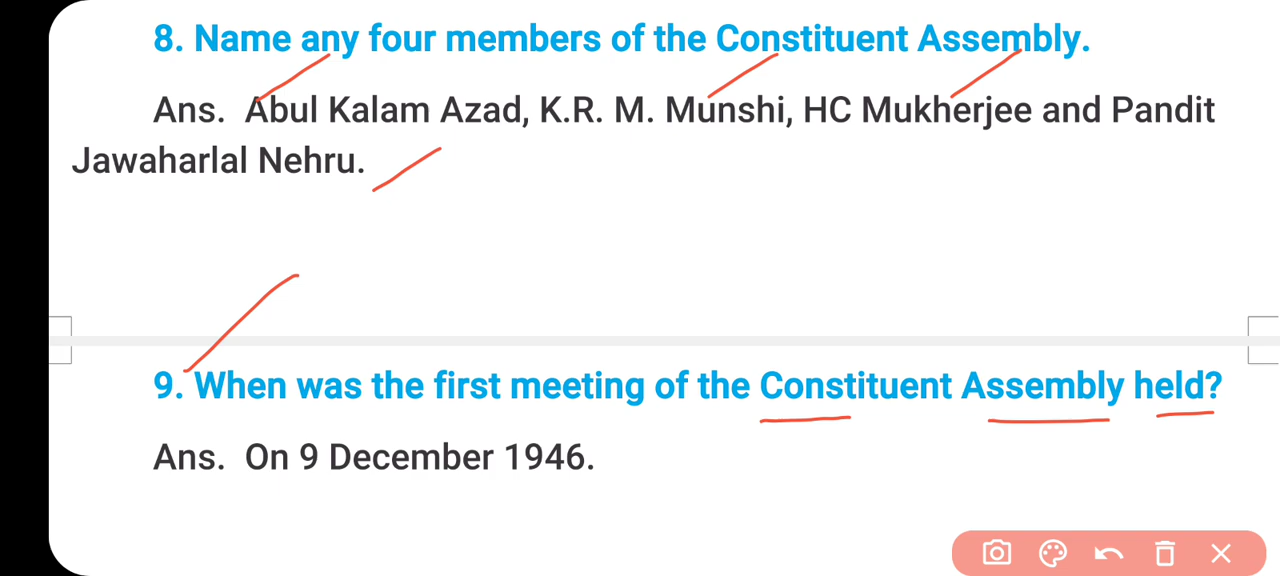 8. Name any four members of the Constituent Assembly.
Ans. Abul Kalam Azad, K.R. M. Munshi, HC Mukherjee and Pandit
Jawaharlal Nehru.
9. When was the first meeting of the Constituent Assembly held?
Ans. On 9 December 1946.